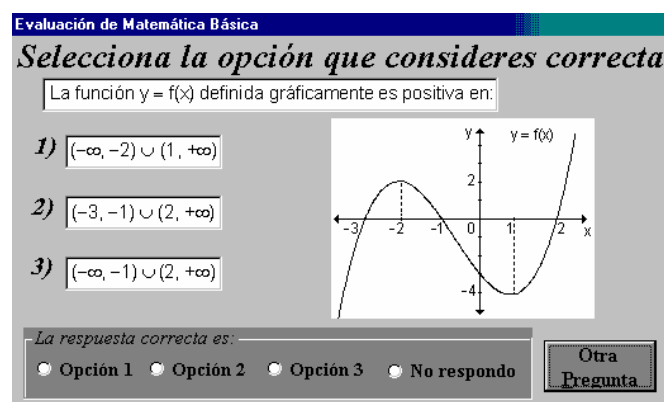 Evaluación de Matemática Básica
Selecciona la opción que consideres correcta
La función y = f(x) definida gráficamente es positiva en:
1) (−∞, −2) ∪ (1, +∞)
2) (−3, −1) ∪ (2, +∞)
3) (−∞, −1) ∪ (2, +∞)
y y = f(x)
2
−3 −2 −1 0 1 2 x
−4
La respuesta correcta es:
Opción 1 Opción 2 Opción 3 No respondo
Otra
Pregunta